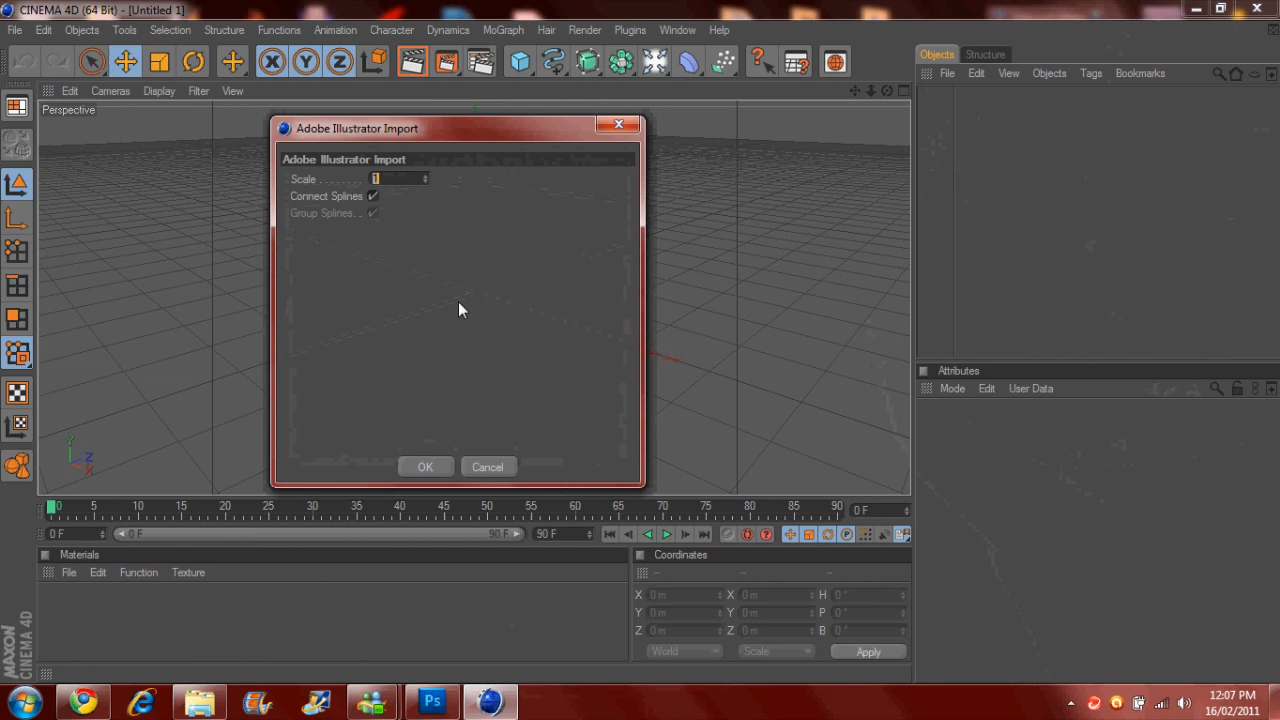 CINEMA 4D (64 Bit) - [Untitled 1]
File Edit Objects Tools Selection Structure Functions Animation Character Dynamics MoGraph Hair Render Plugins Window Help
X Y Z
Objects Structure
File Edit View Objects Tags Bookmarks
Edit Cameras Display Filter View
Perspective
Adobe Illustrator Import
Adobe Illustrator Import
Scale . . . . . . . . 1
Connect Splines
Group Splines. . .
OK Cancel
Y Z X
Attributes
Mode Edit User Data
0 5 10 15 20 25 30 35 40 45 50 55 60 65 70 75 80 85 90 0 F
0 F 0 F 90 F 90 F
Materials
File Edit Function Texture
Coordinates
-- -- --
X 0 m X 0 m H 0 °
Y 0 m Y 0 m P 0 °
Z 0 m Z 0 m B 0 °
World Scale Apply
MAXON
CINEMA 4D
Ps
12:07 PM
16/02/2011